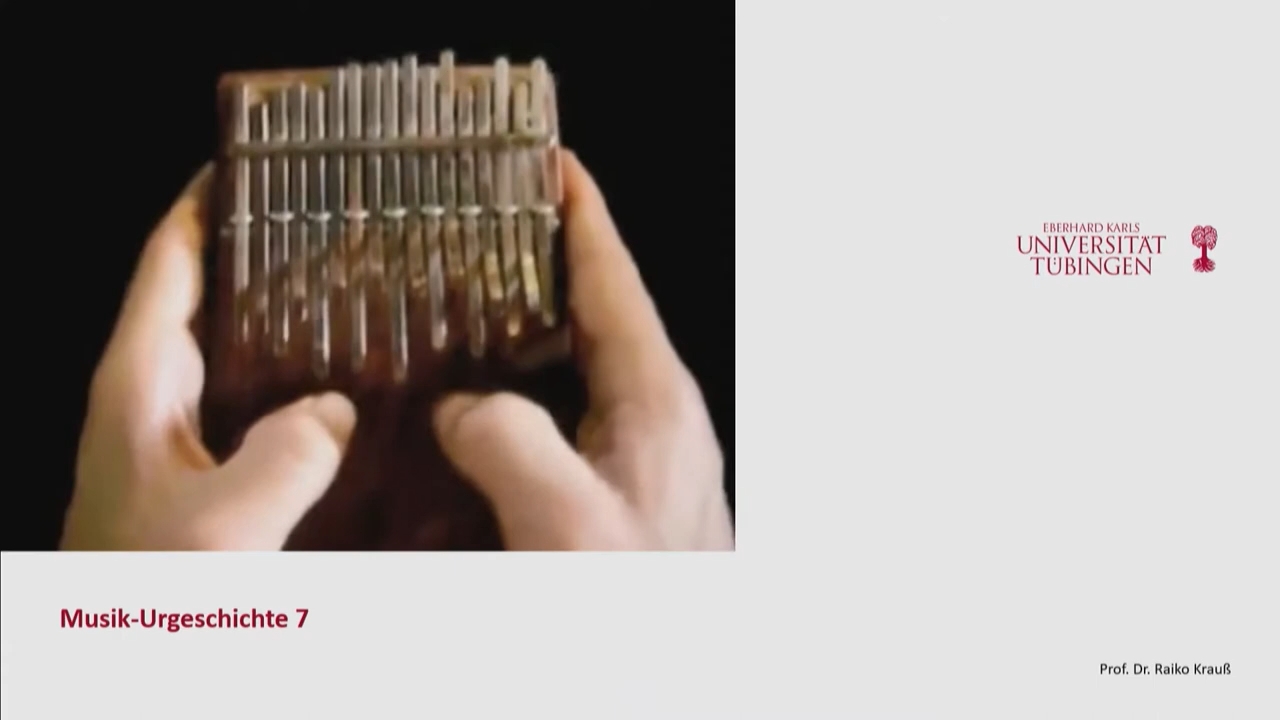 EBERHARD KARLS
UNIVERSITÄT
TÜBINGEN
Musik-Urgeschichte 7
Prof. Dr. Raiko Krauß